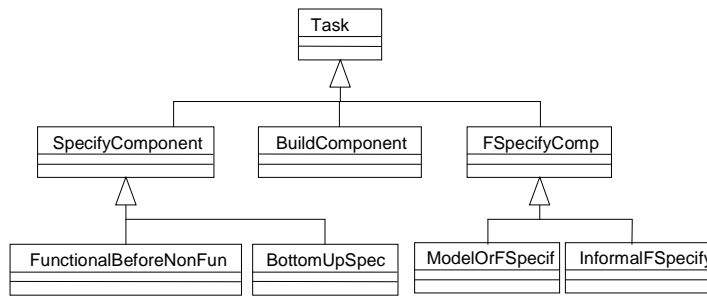 Task
SpecifyComponent BuildComponent FSpecifyComp
FunctionalBeforeNonFun BottomUpSpec ModelOrFSpecif InformalFSpecify